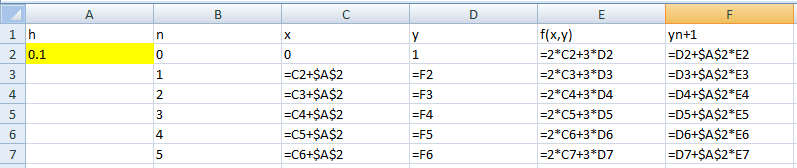 A B C D E F
1 h n x y f(x,y) yn+1
2 0.1 0 0 1 =2*C2+3*D2 =D2+$A$2*E2
3 1 =C2+$A$2 =F2 =2*C3+3*D3 =D3+$A$2*E3
4 2 =C3+$A$2 =F3 =2*C4+3*D4 =D4+$A$2*E4
5 3 =C4+$A$2 =F4 =2*C5+3*D5 =D5+$A$2*E5
6 4 =C5+$A$2 =F5 =2*C6+3*D6 =D6+$A$2*E6
7 5 =C6+$A$2 =F6 =2*C7+3*D7 =D7+$A$2*E7